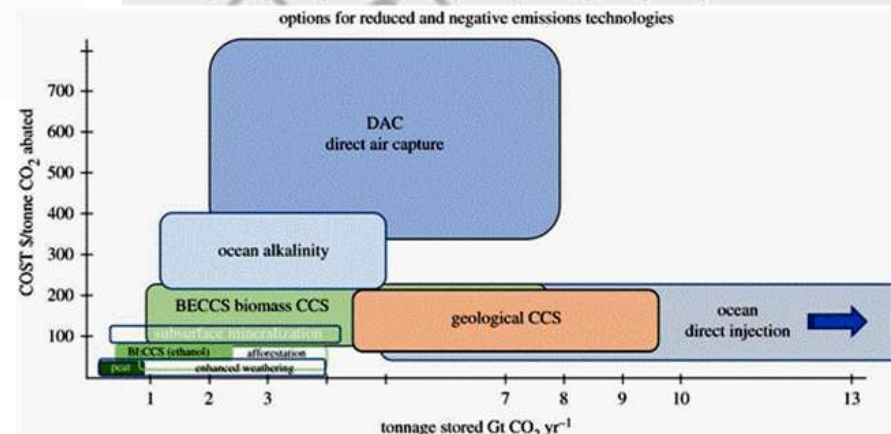 options for reduced and negative emissions technologies
COST $/tonne CO2 abated
700
600
500
400
300
200
100
DAC
direct air capture
ocean alkalinity
BECCS biomass CCS
geological CCS
ocean
direct injection
subsurface mineralization
BECCS (ethanol)
afforestation
peat
enhanced weathering
1
2
3
7
8
9
10
13
tonnage stored Gt CO2 yr−1